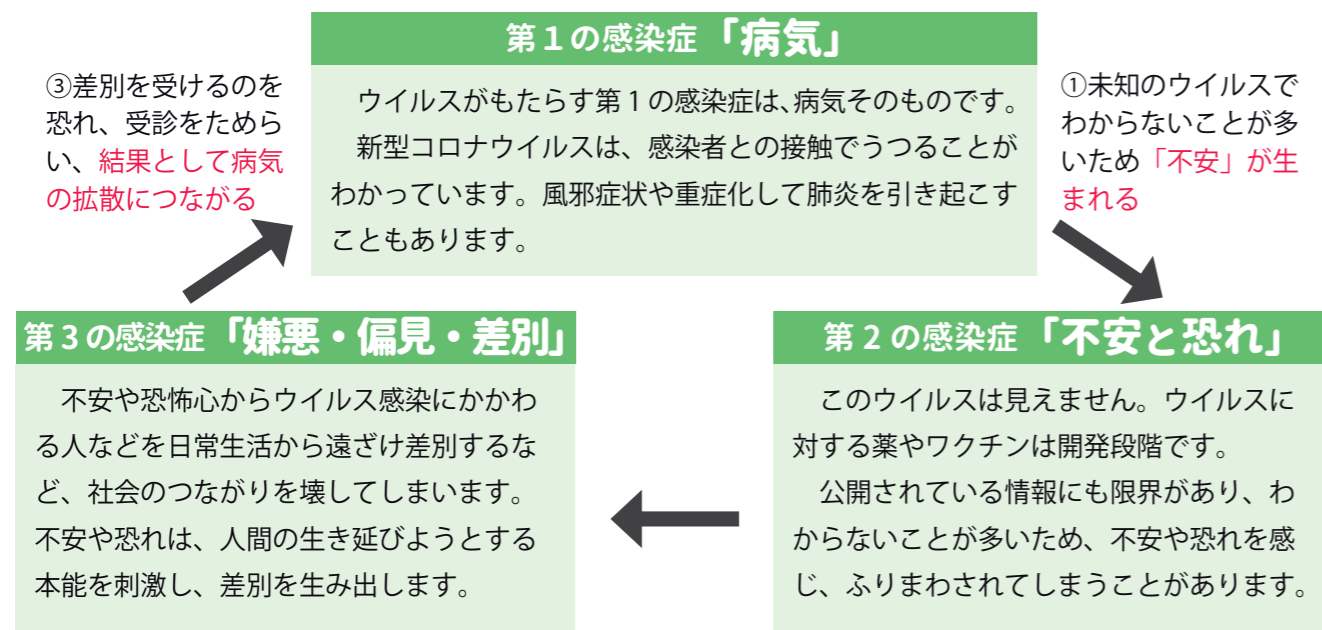 第１の感染症「病気」
ウイルスがもたらす第１の感染症は、病気そのものです。
新型コロナウイルスは、感染者との接触でうつることが
わかっています。風邪症状や重症化して肺炎を引き起こす
こともあります。
①未知のウイルスで
わからないことが多
いため「不安」が生
まれる
第２の感染症「不安と恐れ」
このウイルスは見えません。ウイルスに
対する薬やワクチンは開発段階です。
公開されている情報にも限界があり、わ
からないことが多いため、不安や恐れを感
じ、ふりまわされてしまうことがあります。
第３の感染症「嫌悪・偏見・差別」
不安や恐怖心からウイルス感染にかかわ
る人などを日常生活から遠ざけ差別するな
ど、社会のつながりを壊してしまいます。
不安や恐れは、人間の生き延びようとする
本能を刺激し、差別を生み出します。
③差別を受けるのを
恐れ、受診をためら
い、結果として病気
の拡散につながる